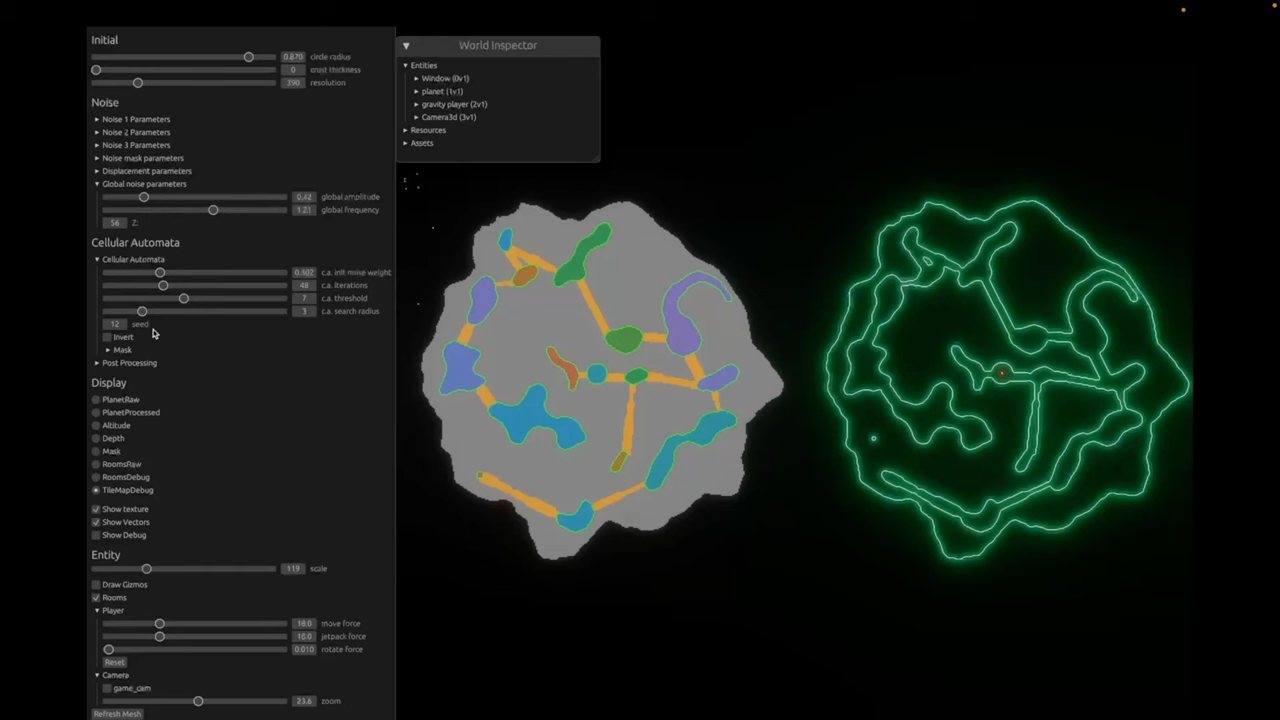 Initial
0.870 circle radius
0 crust thickness
390 resolution
Noise
Noise 1 Parameters
Noise 2 Parameters
Noise 3 Parameters
Noise mask parameters
Displacement parameters
Global noise parameters
0.42 global amplitude
1.21 global frequency
56 Z:
Cellular Automata
Cellular Automata
0.502 c.a. init noise weight
48 c.a. iterations
7 c.a. threshold
3 c.a. search radius
12 seed
Invert
Mask
Post Processing
Display
PlanetRaw
PlanetProcessed
Altitude
Depth
Mask
RoomsRaw
RoomsDebug
TileMapDebug
Show texture
Show Vectors
Show Debug
Entity
119 scale
Draw Gizmos
Rooms
Player
18.0 move force
10.0 jetpack force
0.010 rotate force
Reset
Camera
game_cam
23.6 zoom
Refresh Mesh
World Inspector
Entities
Window (0v1)
planet (1v1)
gravity player (2v1)
Camera3d (3v1)
Resources
Assets